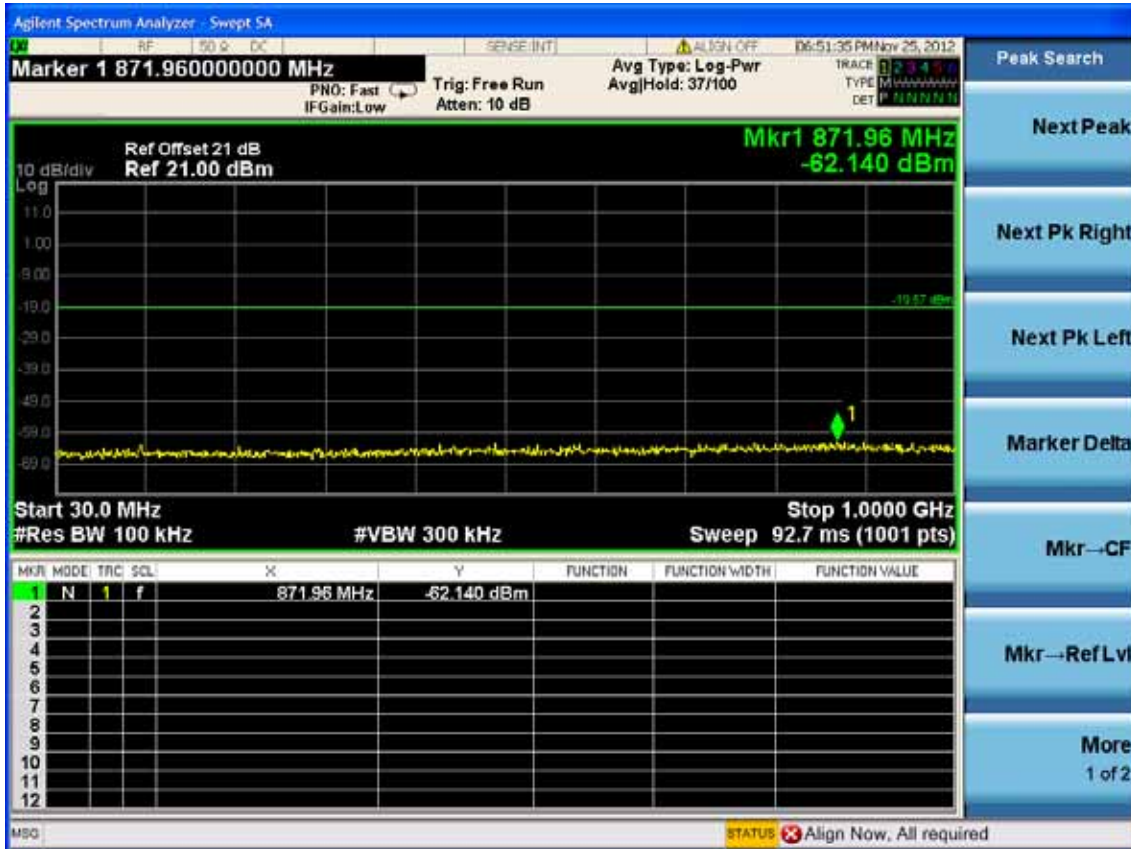 Agilent Spectrum Analyzer - Swept SA
RF 50 Ω DC SENSE:INT ALIGN OFF 06:51:35 PM Nov 25, 2012
Marker 1 871.960000000 MHz
PNO: Fast
IFGain:Low
Trig: Free Run
Atten: 10 dB
Avg Type: Log-Pwr
Avg|Hold: 37/100
TRACE 1 2 3 4 5 6
TYPE M
DET P N N N N N
Peak Search
Mkr1 871.96 MHz
-62.140 dBm
Ref Offset 21 dB
10 dB/div Ref 21.00 dBm
Log
11.0
1.00
-9.00
-19.0
-29.0
-39.0
-49.0
-59.0
-69.0
-19.57 dBm
1
Start 30.0 MHz Stop 1.0000 GHz
#Res BW 100 kHz #VBW 300 kHz Sweep 92.7 ms (1001 pts)
MKR MODE TRC SCL X Y FUNCTION FUNCTION WIDTH FUNCTION VALUE
1 N 1 f 871.96 MHz -62.140 dBm
2
3
4
5
6
7
8
9
10
11
12
MSG STATUS Align Now, All required
Next Peak
Next Pk Right
Next Pk Left
Marker Delta
Mkr→CF
Mkr→Ref Lvl
More
1 of 2